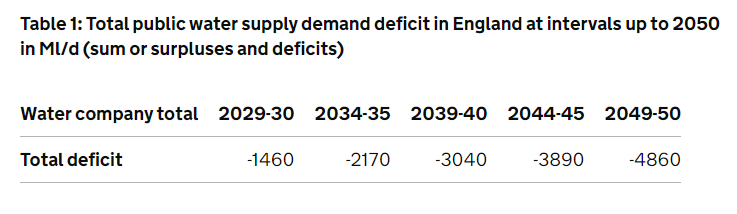 Table 1: Total public water supply demand deficit in England at intervals up to 2050
in Ml/d (sum or surpluses and deficits)
Water company total 2029-30 2034-35 2039-40 2044-45 2049-50
Total deficit -1460 -2170 -3040 -3890 -4860